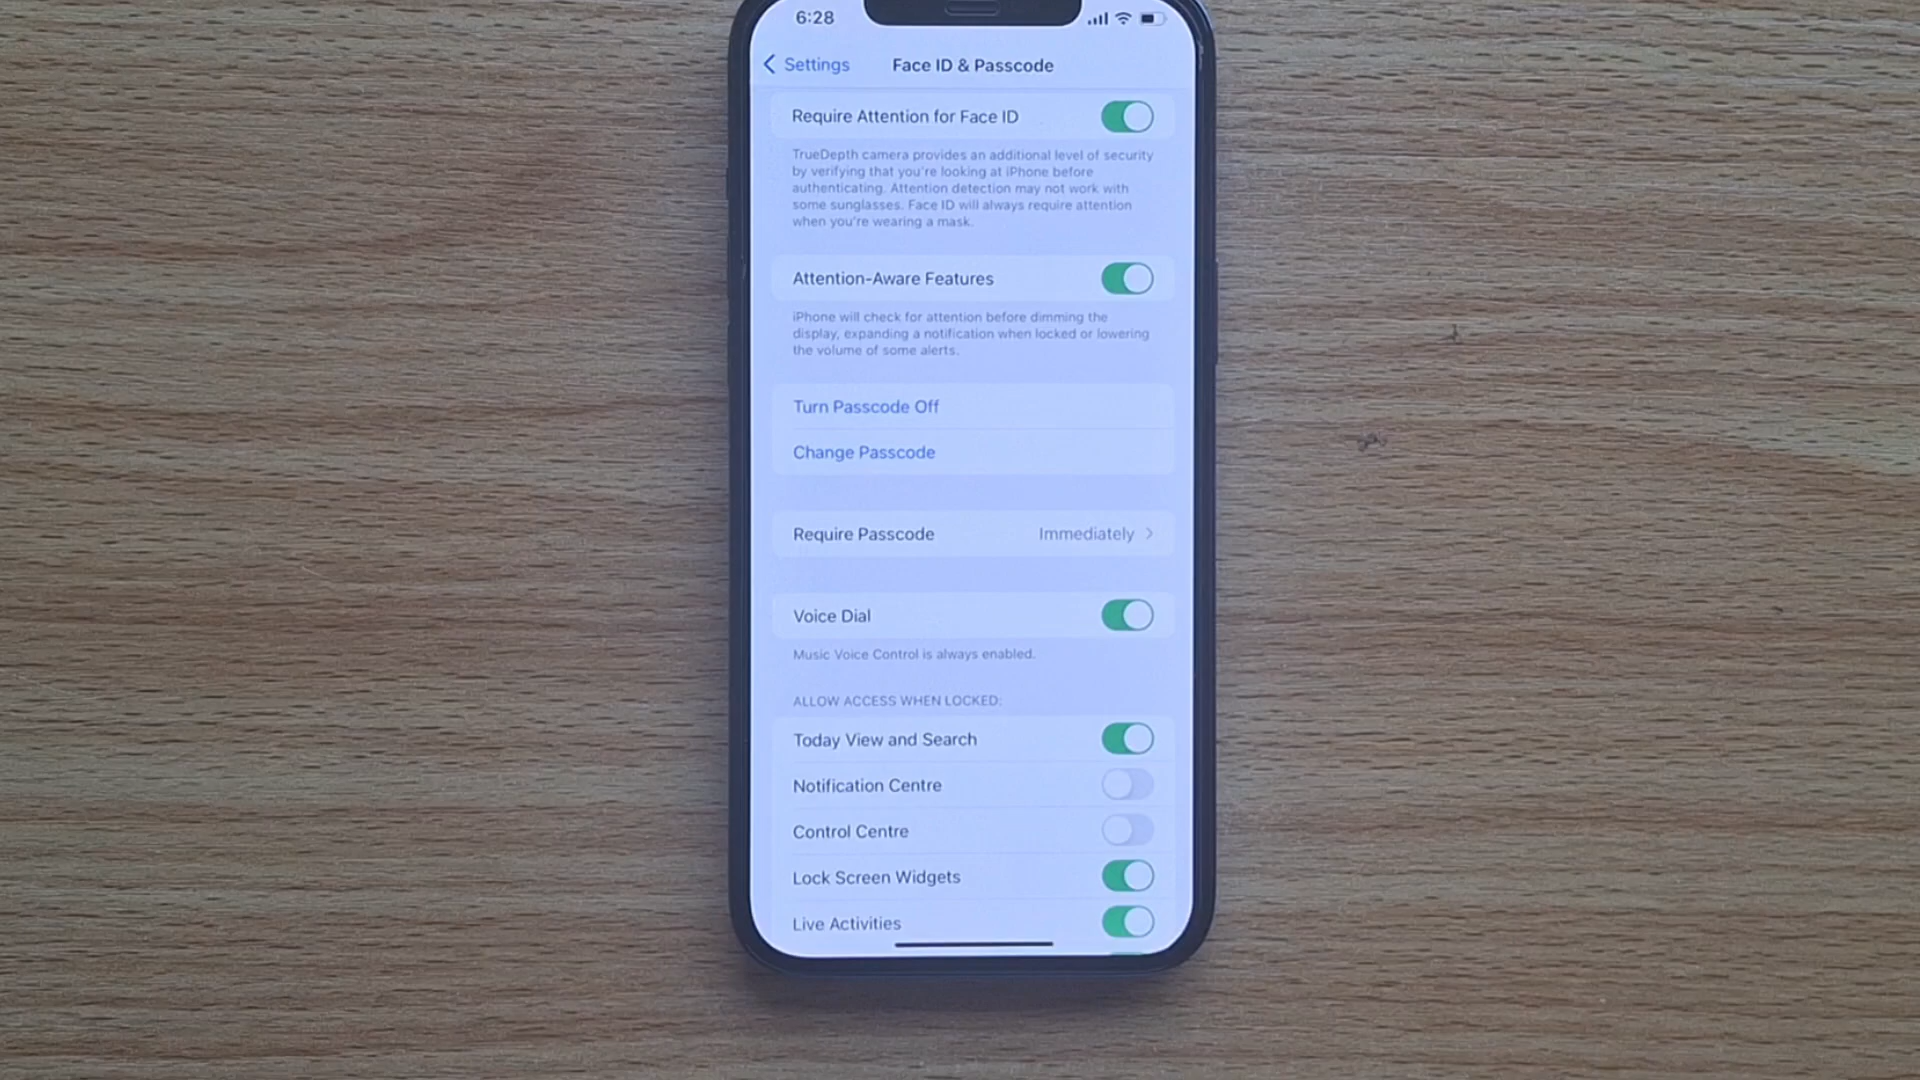 6:28
Settings
Face ID & Passcode
Require Attention for Face ID
TrueDepth camera provides an additional level of security
by verifying that you're looking at iPhone before
authenticating. Attention detection may not work with
some sunglasses. Face ID will always require attention
when you're wearing a mask.
Attention-Aware Features
iPhone will check for attention before dimming the
display, expanding a notification when locked or lowering
the volume of some alerts.
Turn Passcode Off
Change Passcode
Require Passcode Immediately
Voice Dial
Music Voice Control is always enabled.
ALLOW ACCESS WHEN LOCKED:
Today View and Search
Notification Centre
Control Centre
Lock Screen Widgets
Live Activities